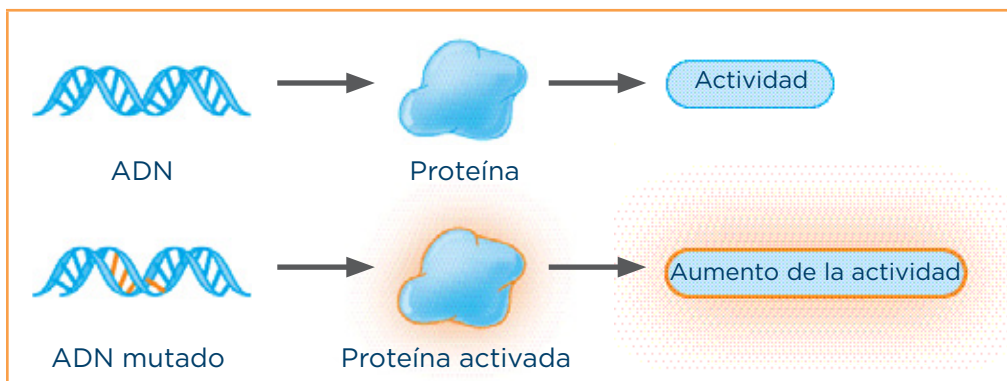 Actividad
ADN
Proteína
Aumento de la actividad
ADN mutado
Proteína activada